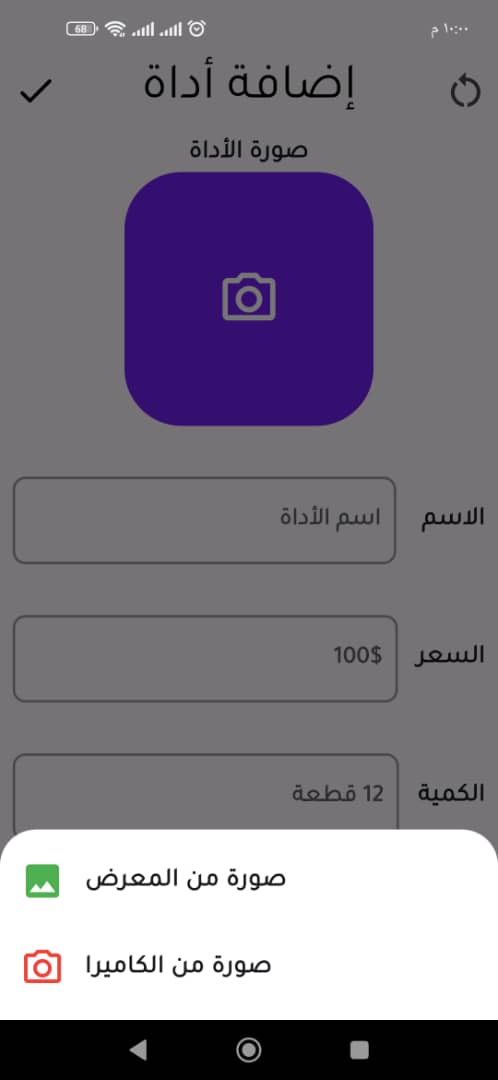 68
١٠:٠٠ م
إضافة أداة
صورة الأداة
الاسم
اسم الأداة
السعر
100$
الكمية
12 قطعة
صورة من المعرض
صورة من الكاميرا